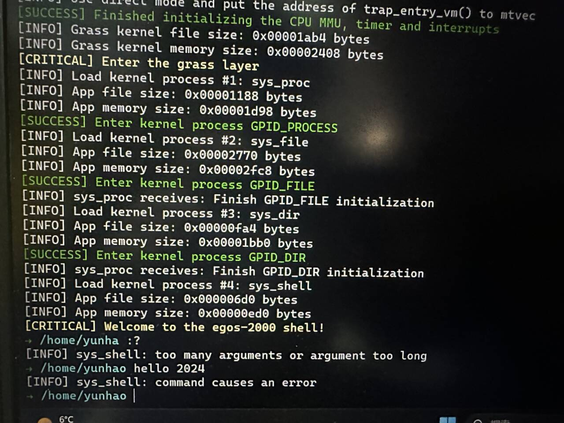 [INFO] Use direct mode and put the address of trap_entry_vm() to mtvec
[SUCCESS] Finished initializing the CPU MMU, timer and interrupts
[INFO] Grass kernel file size: 0x00001ab4 bytes
[INFO] Grass kernel memory size: 0x00002408 bytes
[CRITICAL] Enter the grass layer
[INFO] Load kernel process #1: sys_proc
[INFO] App file size: 0x00001188 bytes
[INFO] App memory size: 0x00001d98 bytes
[SUCCESS] Enter kernel process GPID_PROCESS
[INFO] Load kernel process #2: sys_file
[INFO] App file size: 0x00002770 bytes
[INFO] App memory size: 0x00002fc8 bytes
[SUCCESS] Enter kernel process GPID_FILE
[INFO] sys_proc receives: Finish GPID_FILE initialization
[INFO] Load kernel process #3: sys_dir
[INFO] App file size: 0x00000fa4 bytes
[INFO] App memory size: 0x00001bb0 bytes
[SUCCESS] Enter kernel process GPID_DIR
[INFO] sys_proc receives: Finish GPID_DIR initialization
[INFO] Load kernel process #4: sys_shell
[INFO] App file size: 0x000006d0 bytes
[INFO] App memory size: 0x00000ed0 bytes
[CRITICAL] Welcome to the egos-2000 shell!
→ /home/yunha :?
[INFO] sys_shell: too many arguments or argument too long
→ /home/yunhao hello 2024
[INFO] sys_shell: command causes an error
→ /home/yunhao
6°C